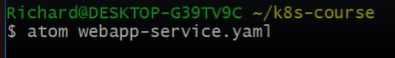 Richard@DESKTOP-G39TV9C ~/k8s-course
$ atom webapp-service.yaml